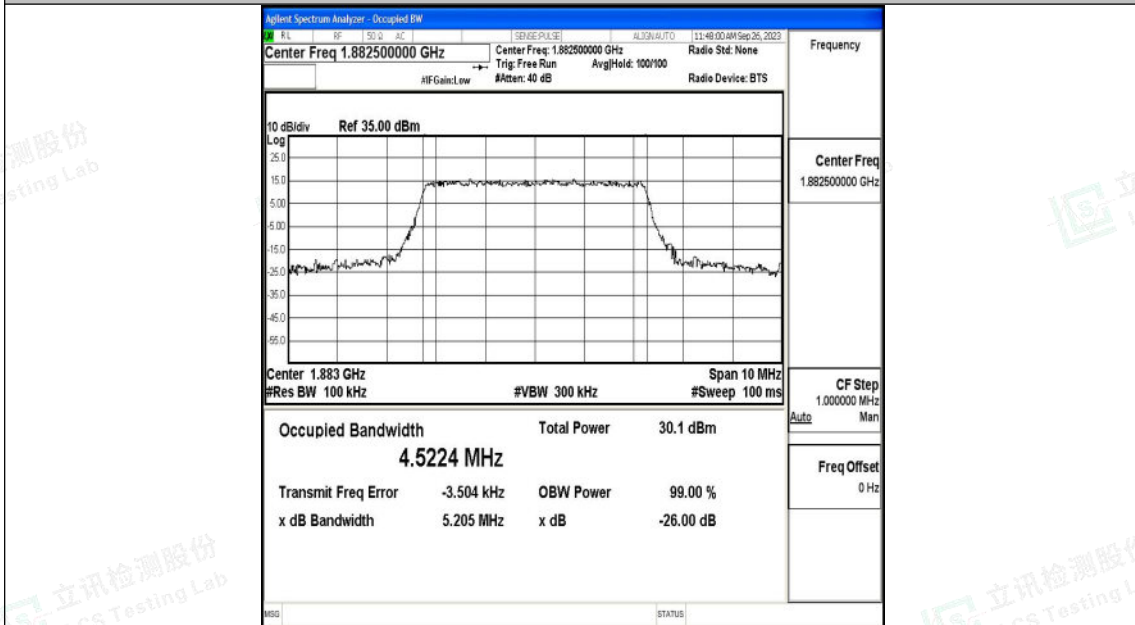 Agilent Spectrum Analyzer - Occupied BW
RL RF 50 Ω AC SENSE:PULSE ALIGNAUTO 11:48:00 AM Sep 26, 2023
Center Freq 1.882500000 GHz
Center Freq: 1.882500000 GHz
Radio Std: None
Trig: Free Run Avg|Hold: 100/100
#IFGain:Low #Atten: 40 dB Radio Device: BTS
10 dB/div Ref 35.00 dBm
Log
25.0
15.0
5.00
-5.00
-15.0
-25.0
-35.0
-45.0
-55.0
Center 1.883 GHz Span 10 MHz
#Res BW 100 kHz #VBW 300 kHz #Sweep 100 ms
Occupied Bandwidth Total Power 30.1 dBm
4.5224 MHz
Transmit Freq Error -3.504 kHz OBW Power 99.00 %
x dB Bandwidth 5.205 MHz x dB -26.00 dB
MSG STATUS
Frequency
Center Freq
1.882500000 GHz
CF Step
1.000000 MHz
Auto Man
Freq Offset
0 Hz
测股份
sting Lab
立讯检测股份
CS Testing Lab
立讯检测股份
CS Testing L
立